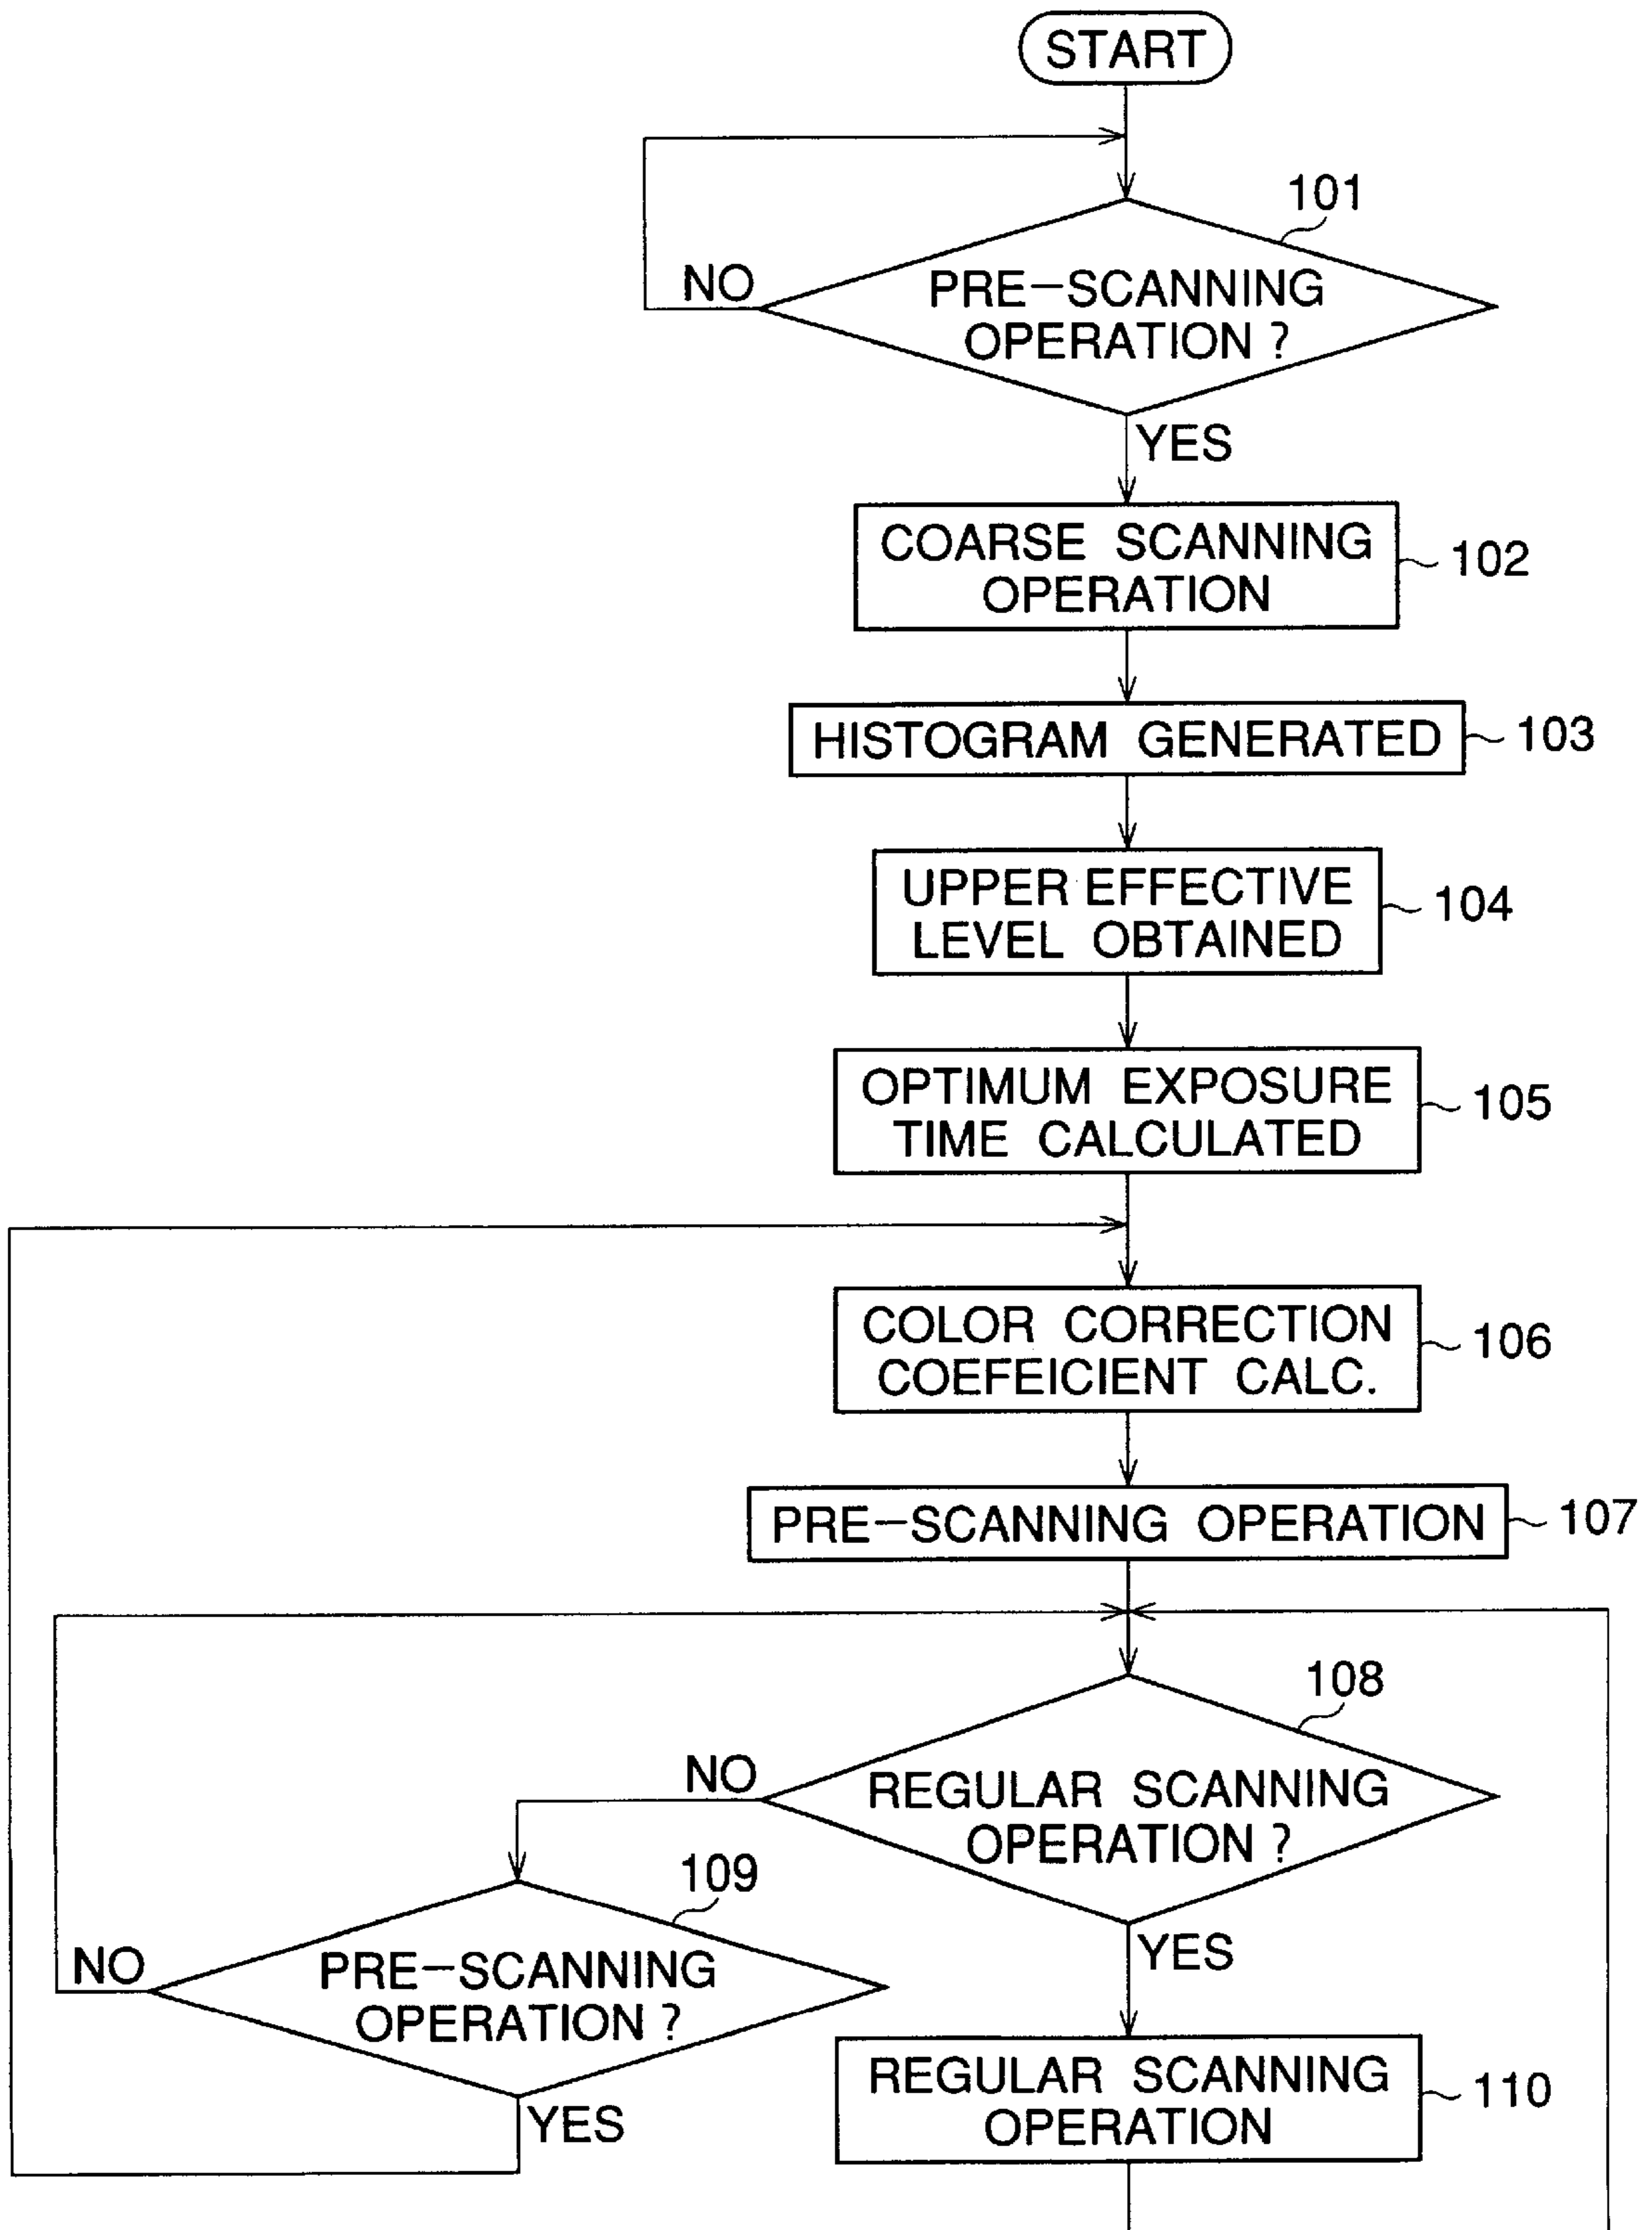 START
101
NO
PRE-SCANNING
OPERATION ?
YES
COARSE SCANNING
OPERATION
102
HISTOGRAM GENERATED
103
UPPER EFFECTIVE
LEVEL OBTAINED
104
OPTIMUM EXPOSURE
TIME CALCULATED
105
COLOR CORRECTION
COEFEICIENT CALC.
106
PRE-SCANNING OPERATION
107
108
NO
REGULAR SCANNING
OPERATION ?
109
YES
NO
PRE-SCANNING
OPERATION ?
YES
REGULAR SCANNING
OPERATION
110